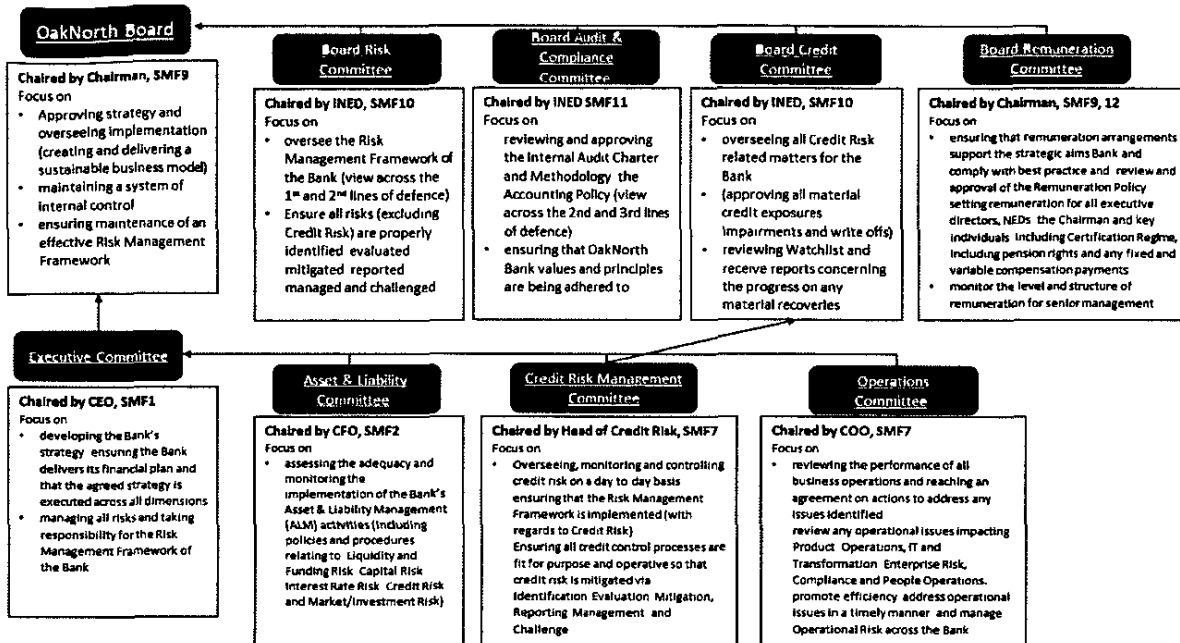 OakNorth Board
Chaired by Chairman, SMF9
Focus on
• Approving strategy and
overseeing implementation
(creating and delivering a
sustainable business model)
• maintaining a system of
internal control
• ensuring maintenance of an
effective Risk Management
Framework
Board Risk
Committee
Chaired by INED, SMF10
Focus on
• oversee the Risk
Management Framework of
the Bank (view across the
1st and 2nd lines of defence)
• Ensure all risks (excluding
Credit Risk) are properly
identified evaluated
mitigated reported
managed and challenged
Board Audit &
Compliance
Committee
Chaired by INED SMF11
Focus on
reviewing and approving
the Internal Audit Charter
and Methodology the
Accounting Policy (view
across the 2nd and 3rd lines
of defence)
• ensuring that OakNorth
Bank values and principles
are being adhered to
Board Credit
Committee
Chaired by INED, SMF10
Focus on
• overseeing all Credit Risk
related matters for the
Bank
• (approving all material
credit exposures
impairments and write offs)
• reviewing Watchlist and
receive reports concerning
the progress on any
material recoveries
Board Remuneration
Committee
Chaired by Chairman, SMF9, 12
Focus on
• ensuring that remuneration arrangements
support the strategic aims Bank and
comply with best practice and review and
approval of the Remuneration Policy
setting remuneration for all executive
directors, NEDs the Chairman and key
individuals including Certification Regime,
including pension rights and any fixed and
variable compensation payments
• monitor the level and structure of
remuneration for senior management
Executive Committee
Chaired by CEO, SMF1
Focus on
• developing the Bank's
strategy ensuring the Bank
delivers its financial plan and
that the agreed strategy is
executed across all dimensions
• managing all risks and taking
responsibility for the Risk
Management Framework of
the Bank
Asset & Liability
Committee
Chaired by CFO, SMF2
Focus on
• assessing the adequacy and
monitoring the
implementation of the Bank's
Asset & Liability Management
(ALM) activities (including
policies and procedures
relating to Liquidity and
Funding Risk Capital Risk
Interest Rate Risk Credit Risk
and Market/Investment Risk)
Credit Risk Management
Committee
Chaired by Head of Credit Risk, SMF7
Focus on
• Overseeing, monitoring and controlling
credit risk on a day to day basis
ensuring that the Risk Management
Framework is implemented (with
regards to Credit Risk)
Ensuring all credit control processes are
fit for purpose and operative so that
credit risk is mitigated via
Identification Evaluation Mitigation,
Reporting Management and
Challenge
Operations
Committee
Chaired by COO, SMF7
Focus on
• reviewing the performance of all
business operations and reaching an
agreement on actions to address any
issues identified
review any operational issues impacting
Product Operations, IT and
Transformation Enterprise Risk,
Compliance and People Operations.
promote efficiency address operational
issues in a timely manner and manage
Operational Risk across the Bank